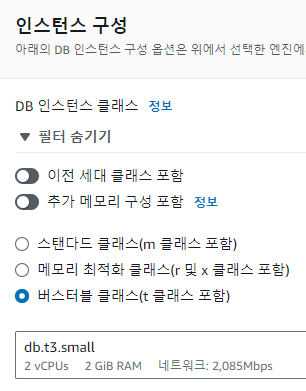 인스턴스 구성
아래의 DB 인스턴스 구성 옵션은 위에서 선택한 엔진에
DB 인스턴스 클래스 정보
▼ 필터 숨기기
이전 세대 클래스 포함
추가 메모리 구성 포함 정보
스탠다드 클래스(m 클래스 포함)
메모리 최적화 클래스(r 및 x 클래스 포함)
버스터블 클래스(t 클래스 포함)
db.t3.small
2 vCPUs 2 GiB RAM 네트워크: 2,085Mbps